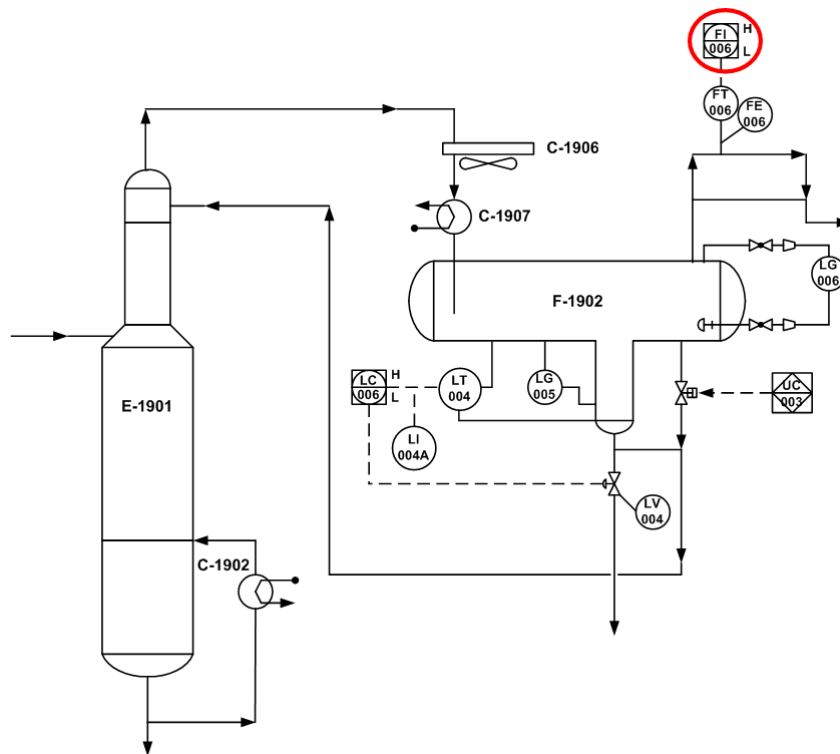 FI
006
H
L
FT
006
FE
006
C-1906
C-1907
LG
006
F-1902
LC
006
H
L
LT
004
LG
005
UC
003
E-1901
LI
004A
LV
004
C-1902